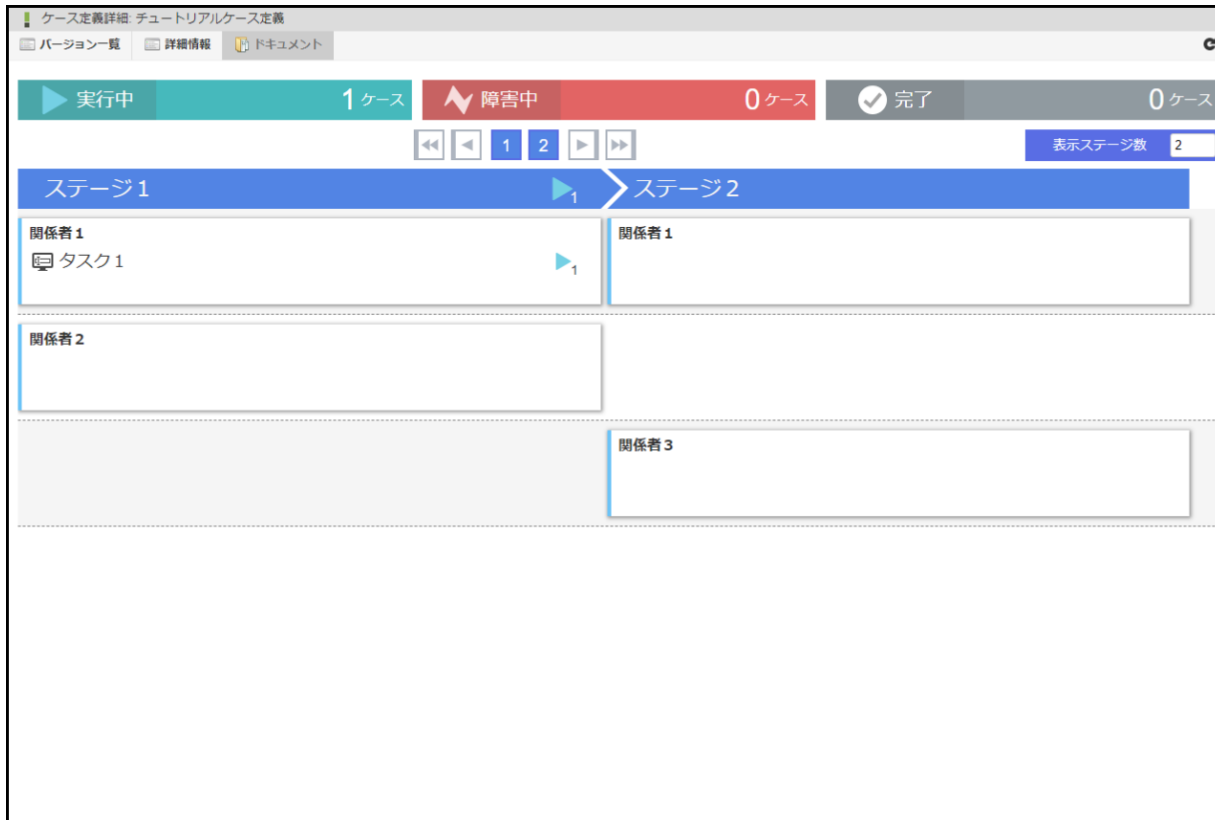 ケース定義詳細: チュートリアルケース定義
バージョン一覧 詳細情報 ドキュメント
実行中 1 ケース 障害中 0 ケース 完了 0 ケース
1 2 表示ステージ数 2
ステージ1 1 ステージ2
関係者1 関係者1
タスク1 1
関係者2
関係者3